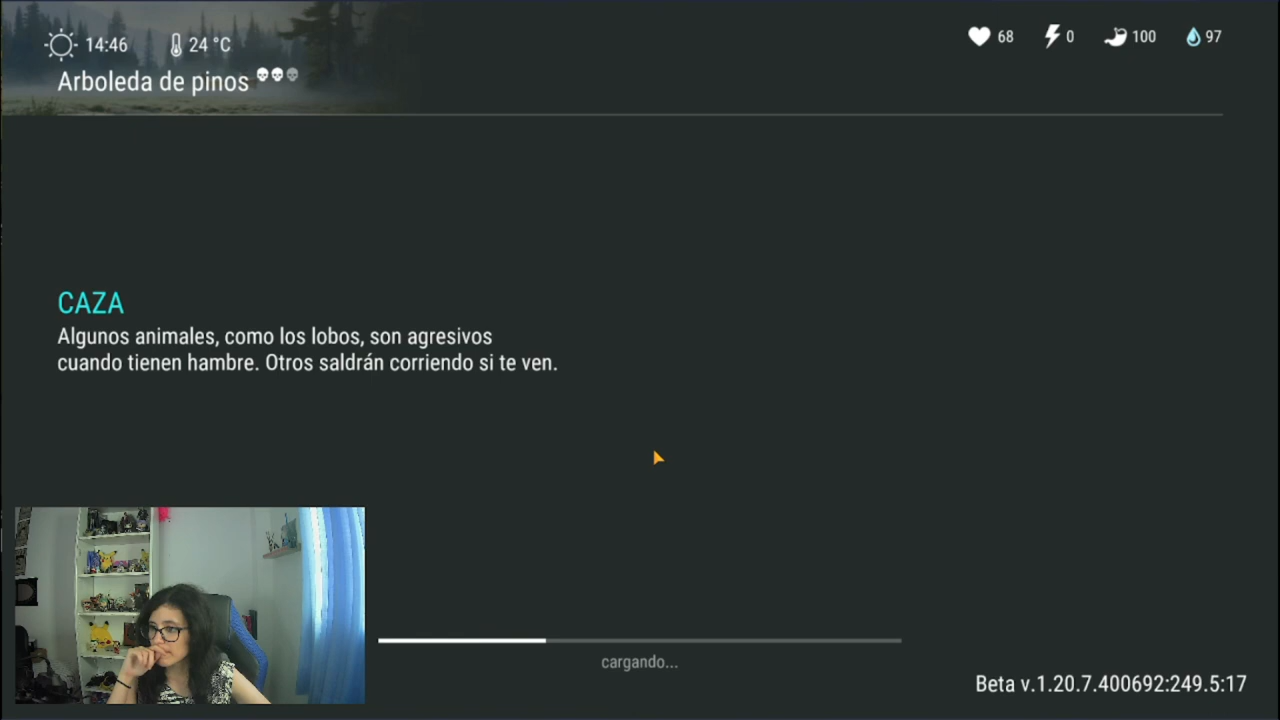 14:46 24 °C
68 0 100 97
Arboleda de pinos
CAZA
Algunos animales, como los lobos, son agresivos
cuando tienen hambre. Otros saldrán corriendo si te ven.
cargando...
Beta v.1.20.7.400692:249.5:17